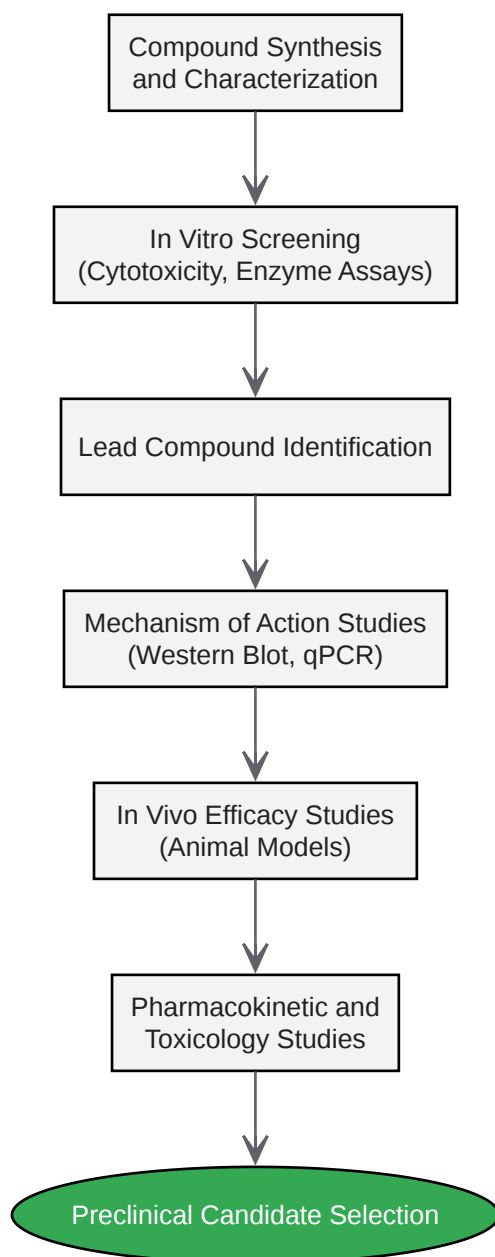 Compound Synthesis
and Characterization
In Vitro Screening
(Cytotoxicity, Enzyme Assays)
Lead Compound Identification
Mechanism of Action Studies
(Western Blot, qPCR)
In Vivo Efficacy Studies
(Animal Models)
Pharmacokinetic and
Toxicology Studies
Preclinical Candidate Selection